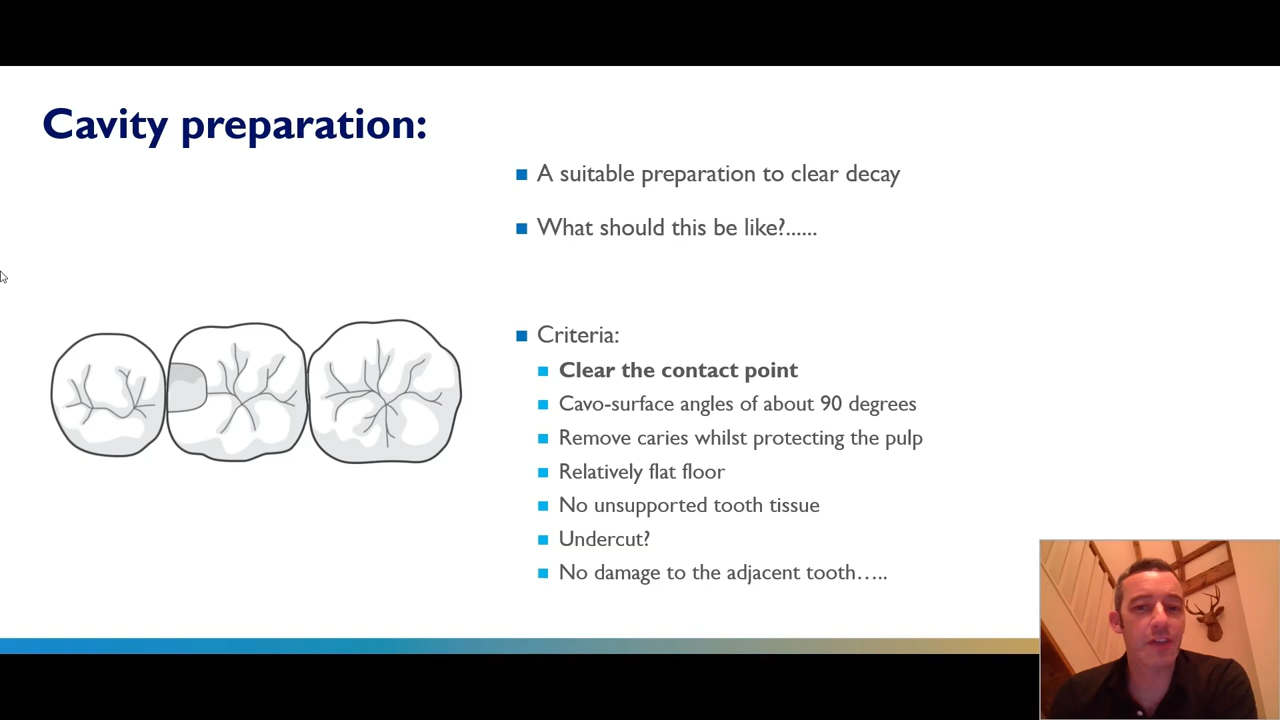 Cavity preparation:
A suitable preparation to clear decay
What should this be like?......
Criteria:
Clear the contact point
Cavo-surface angles of about 90 degrees
Remove caries whilst protecting the pulp
Relatively flat floor
No unsupported tooth tissue
Undercut?
No damage to the adjacent tooth…..